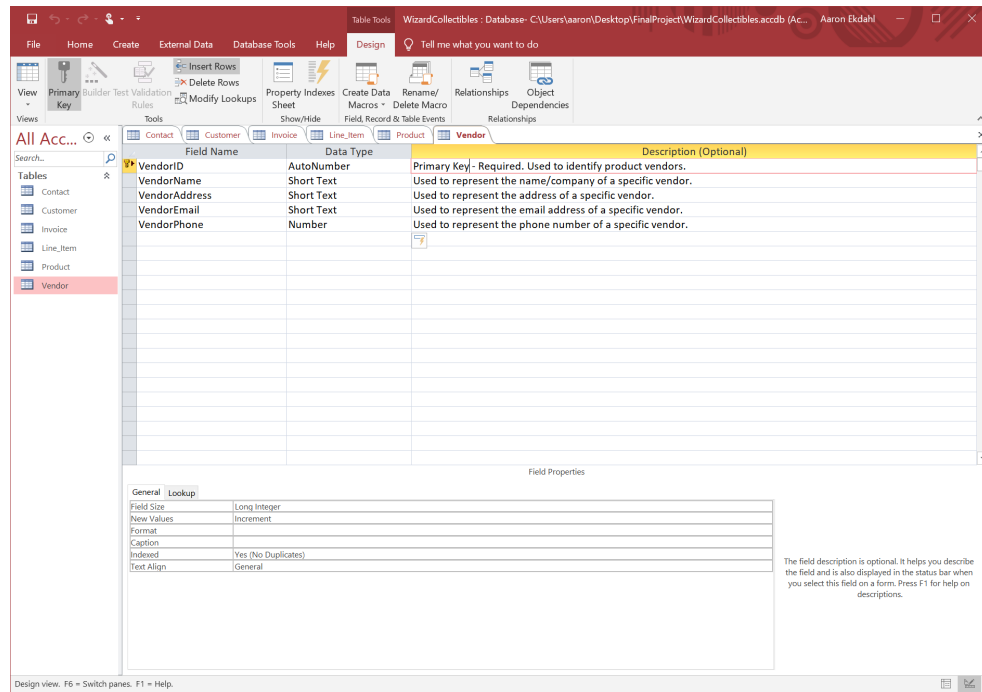 Table Tools WizardCollectibles : Database- C:\Users\aaron\Desktop\FinalProject\WizardCollectibles.accdb (Ac... Aaron Ekdahl
File Home Create External Data Database Tools Help Design Tell me what you want to do
View
Primary Key
Builder
Test Validation Rules
Insert Rows
Delete Rows
Modify Lookups
Property Sheet
Indexes
Create Data Macros
Rename/ Delete Macro
Relationships
Object Dependencies
Views Tools Show/Hide Field, Record & Table Events Relationships
All Acc...
Search...
Tables
Contact
Customer
Invoice
Line_Item
Product
Vendor
Contact Customer Invoice Line_Item Product Vendor
Field Name Data Type Description (Optional)
VendorID AutoNumber Primary Key - Required. Used to identify product vendors.
VendorName Short Text Used to represent the name/company of a specific vendor.
VendorAddress Short Text Used to represent the address of a specific vendor.
VendorEmail Short Text Used to represent the email address of a specific vendor.
VendorPhone Number Used to represent the phone number of a specific vendor.
Field Properties
General Lookup
Field Size Long Integer
New Values Increment
Format
Caption
Indexed Yes (No Duplicates)
Text Align General
The field description is optional. It helps you describe
the field and is also displayed in the status bar when
you select this field on a form. Press F1 for help on
descriptions.
Design view. F6 = Switch panes. F1 = Help.